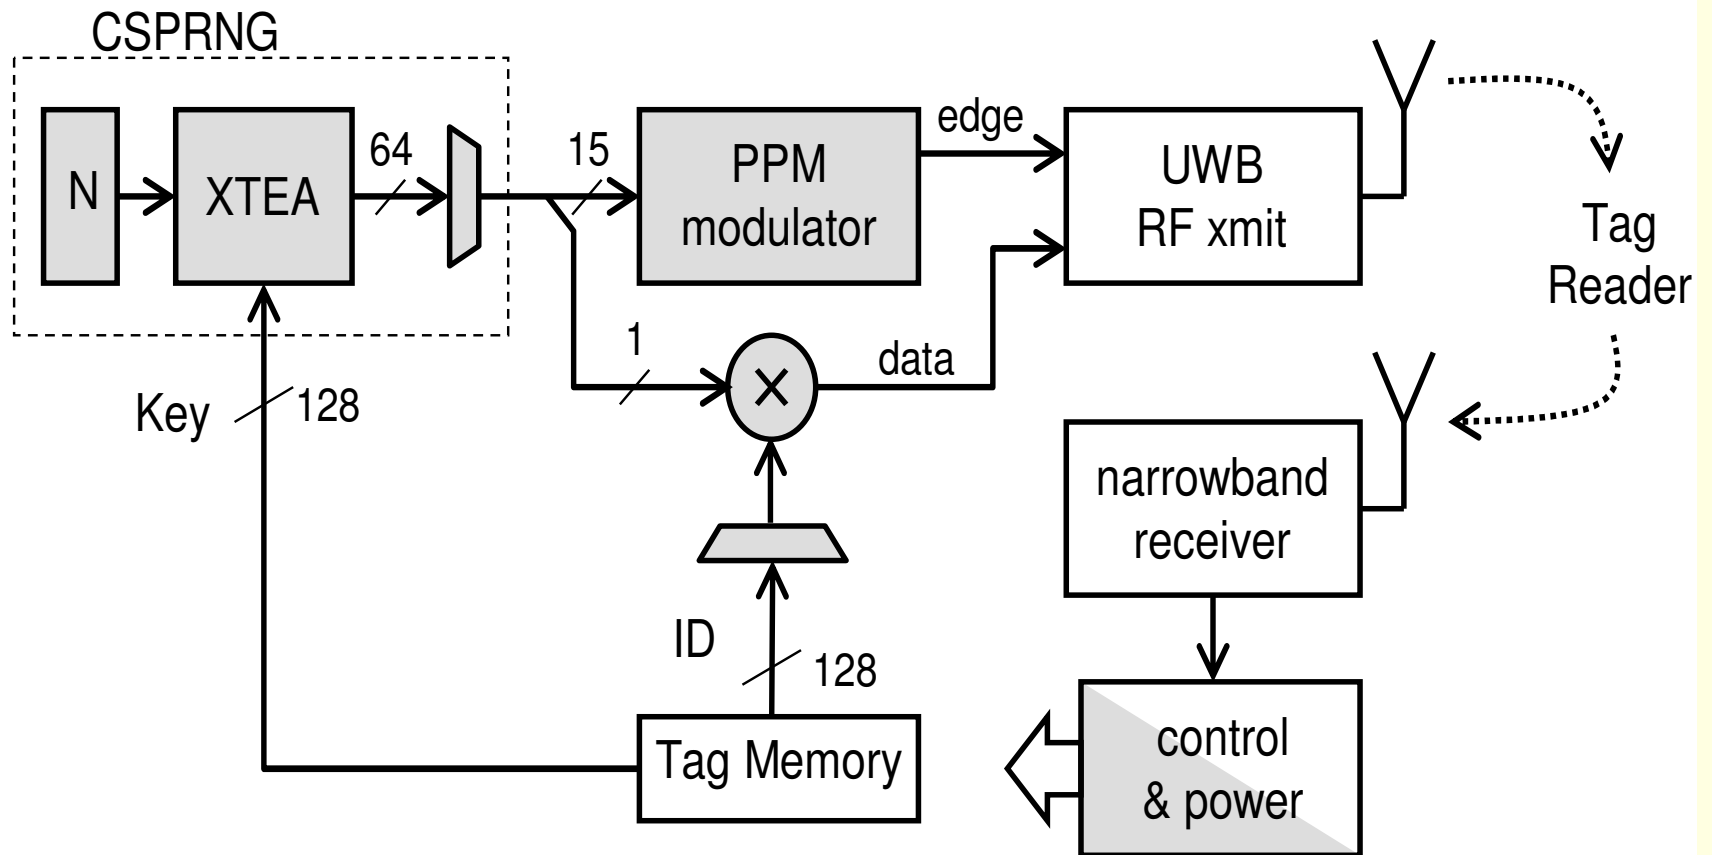 CSPRNG
N
XTEA
64
15
PPM
modulator
edge
UWB
RF xmit
Tag
Reader
1
×
data
Key
128
narrowband
receiver
ID
128
Tag Memory
control
& power